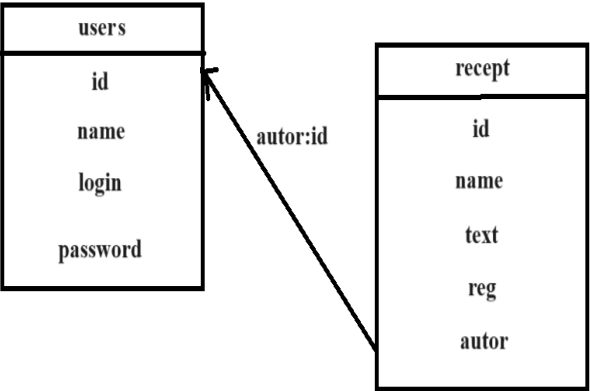 users
id
name
login
password
autor:id
recept
id
name
text
reg
autor